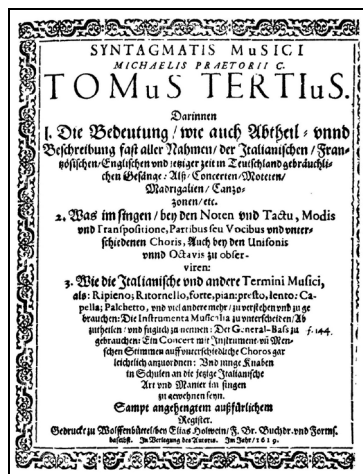 SYNTAGMATIS MuSICI
MICHAELIS PRAETORII C.
TOMuS TERTIuS.
Darinnen
1. Die Bedeutung / wie auch Abtheil= vnnd
Beschreibung fast aller Nahmen / der Italianischen / Fran-
tzösischen / Englischen vnd jetziger zeit in Teutschland gebräuchli-
chen Gesänge: Alß / Concerten / Moteten /
Madrigalien / Canzo-
zonen / etc.
2. Was im singen / bey den Noten vnd Tactu, Modis
vnd Transpositione, Partibus seu Vocibus vnd vnter-
schiedenen Choris, Auch bey den Unisonis
vnnd Octavis zu obser-
viren:
3. Wie die Italianische vnd andere Termini Musici,
als: Ripieno; Ritornello, forte, pian: presto, lento: Ca-
pella; Palchetto, vnd viel andere mehr / zu verstehen vnd zu ge
brauchen: Die Instrumenta Musicalia zu vnterscheiden / Ab
zutheilen / vnd füglich zu nennen: Der General-Baß zu f. 144.
gebrauchen: Ein Concert mit Instrument- vñ Men-
schen Stimmen auff vnterschiedliche Choros gar
leichtlich anzuordnen: Vnd junge Knaben
in Schulen an die jetzige Italianische
Art vnd Manier im singen
zu gewehnen seyn.
Sampt angehengtem außfürlichem
Register.
Gedruckt zu Wolffenbüttel / bey Elias Holwein / F. Br. Buchdr. vnd Formſ.
daselbst. In Verlegung des Autoris. Im Jahr / 1619.